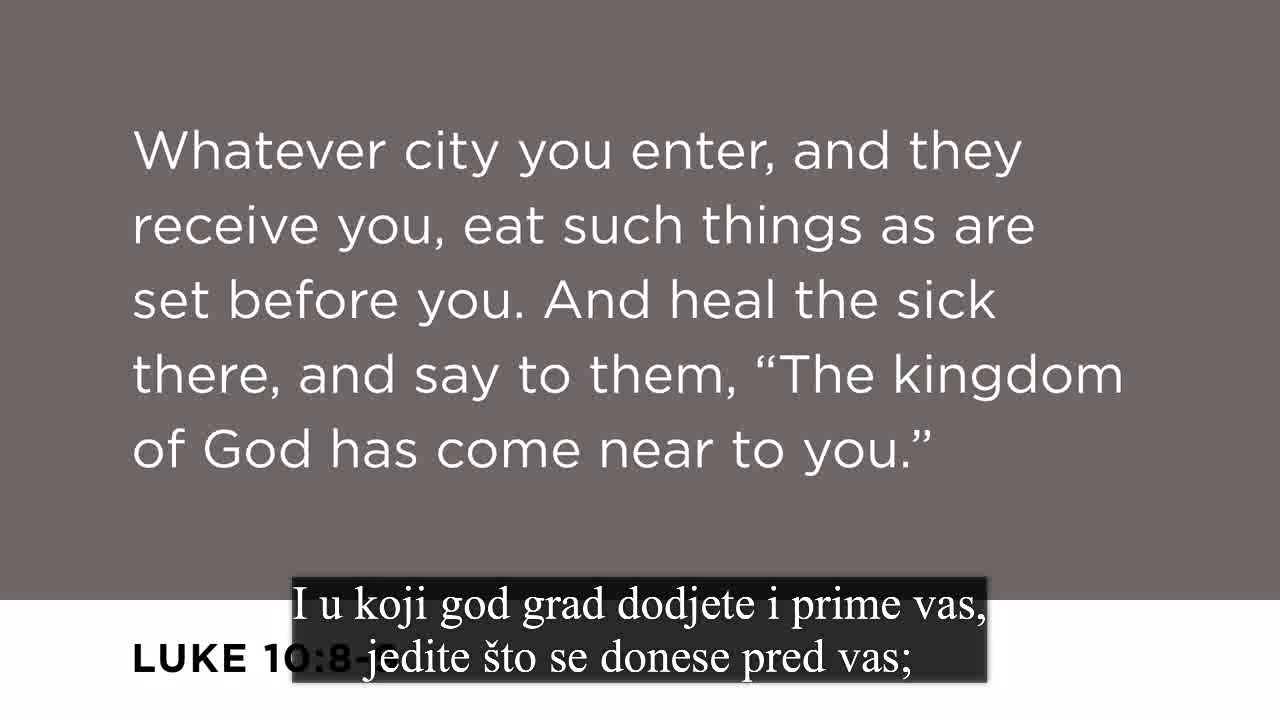 Whatever city you enter, and they
receive you, eat such things as are
set before you. And heal the sick
there, and say to them, “The kingdom
of God has come near to you.”
I u koji god grad dodjete i prime vas,
jedite što se donese pred vas;
LUKE 10:8-